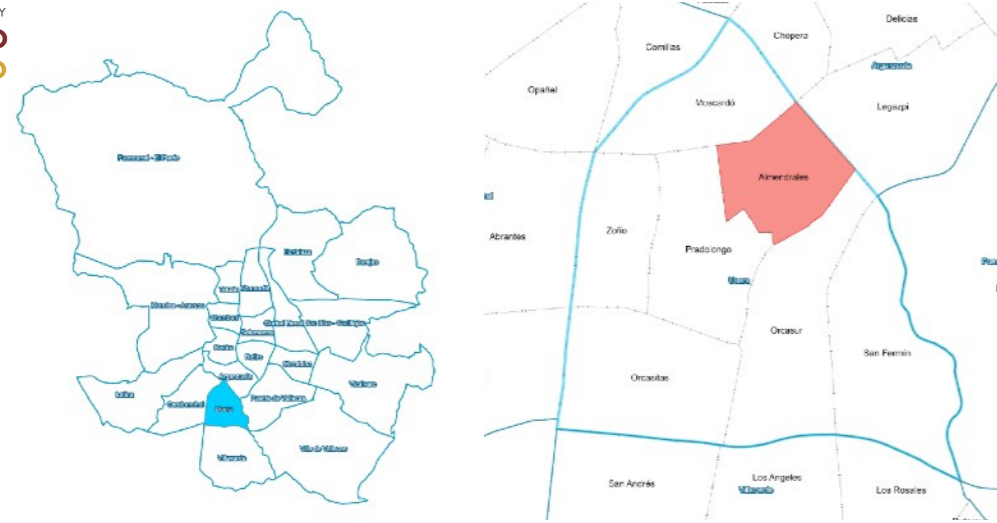 Y
Fuencarral - El Pardo
Hortaleza
Barajas
Tetuán
Chamartín
Moncloa - Aravaca
Chamberí
Ciudad Lineal
San Blas - Canillejas
Salamanca
Centro
Retiro
Moratalaz
Vicálvaro
Arganzuela
Latina
Carabanchel
Usera
Puente de Vallecas
Villaverde
Villa de Vallecas
Delicias
Comillas
Chopera
Arganzuela
Opañel
Moscardó
Legazpi
Almendrales
Abrantes
Zofío
Pradolongo
Usera
Orcasur
San Fermín
Orcasitas
San Andrés
Los Angeles
Villaverde
Los Rosales